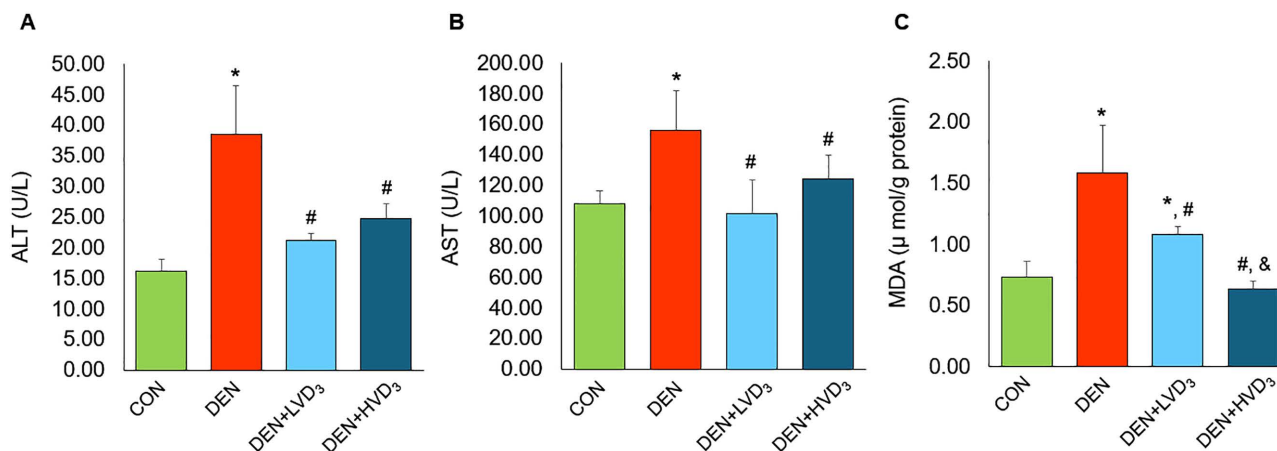 A
ALT (U/L)
50.00
45.00
40.00
35.00
30.00
25.00
20.00
15.00
10.00
5.00
0.00
*
#
#
CON
DEN
DEN+LVD₃
DEN+HVD₃
B
AST (U/L)
200.00
180.00
160.00
140.00
120.00
100.00
80.00
60.00
40.00
20.00
0.00
*
#
#
CON
DEN
DEN+LVD₃
DEN+HVD₃
C
MDA (µ mol/g protein)
2.50
2.00
1.50
1.00
0.50
0.00
*
*, #
#, &
CON
DEN
DEN+LVD₃
DEN+HVD₃